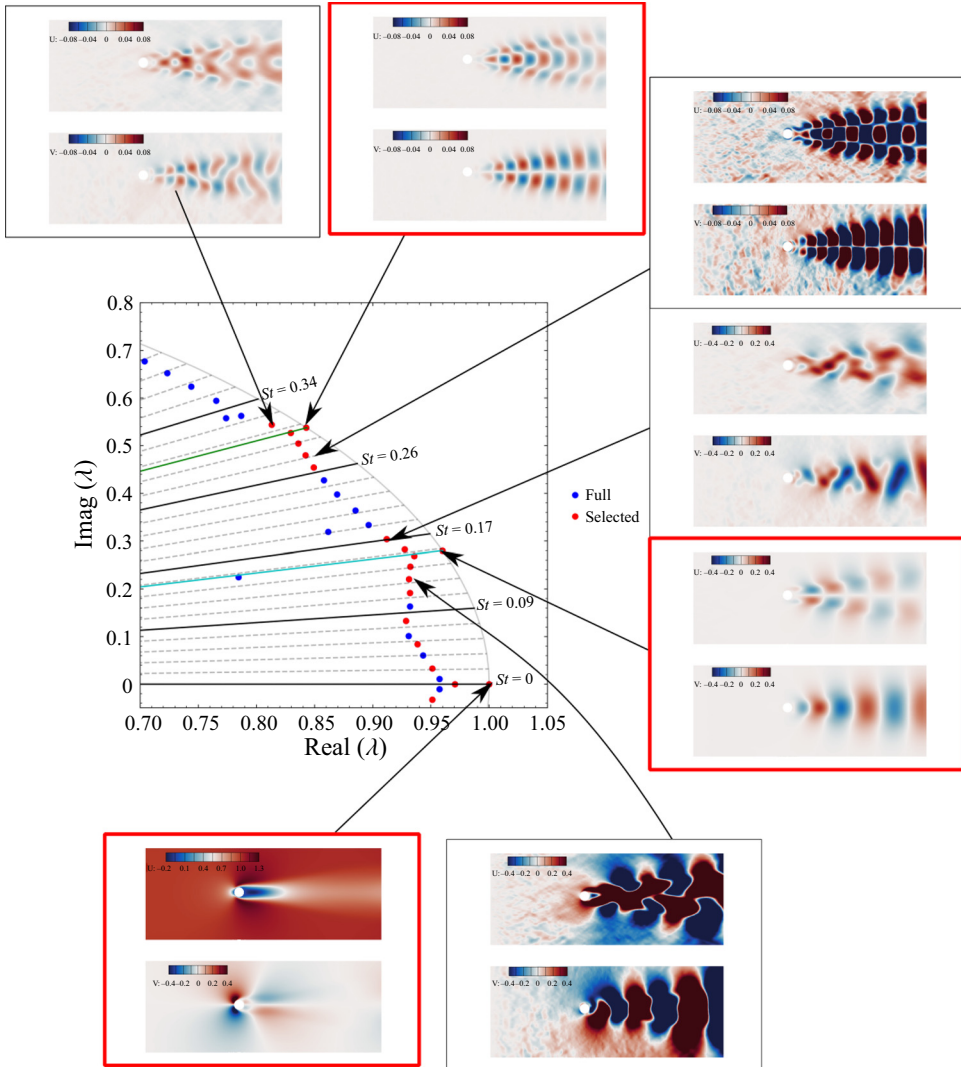 U: −0.08−0.04 0 0.04 0.08
V: −0.08−0.04 0 0.04 0.08
U: −0.08−0.04 0 0.04 0.08
V: −0.08−0.04 0 0.04 0.08
U: −0.08−0.04 0 0.04 0.08
V: −0.08−0.04 0 0.04 0.08
U: −0.4−0.2 0 0.2 0.4
V: −0.4−0.2 0 0.2 0.4
U: −0.4−0.2 0 0.2 0.4
V: −0.4−0.2 0 0.2 0.4
0.8
0.7
0.6
0.5
0.4
0.3
0.2
0.1
0
Imag (λ)
St = 0.34
St = 0.26
St = 0.17
St = 0.09
St = 0
Full
Selected
0.70 0.75 0.80 0.85 0.90 0.95 1.00 1.05
Real (λ)
U: −0.2 0.1 0.4 0.7 1.0 1.3
V: −0.4−0.2 0 0.2 0.4
U: −0.4−0.2 0 0.2 0.4
V: −0.4−0.2 0 0.2 0.4